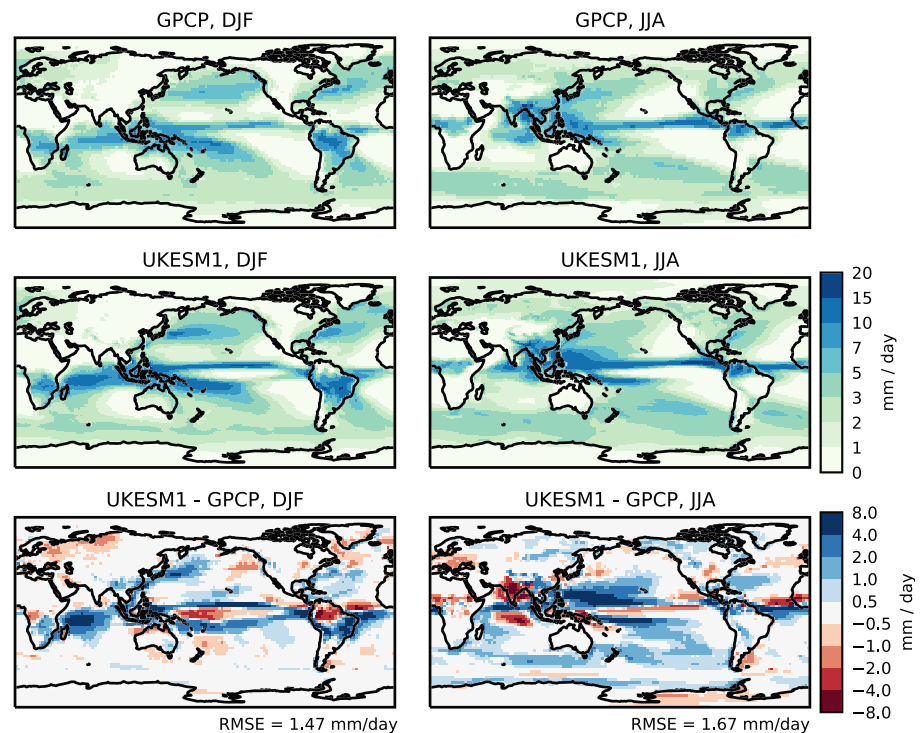 GPCP, DJF
GPCP, JJA
UKESM1, DJF
UKESM1, JJA
20
15
10
7
5
3
2
1
0
mm / day
UKESM1 - GPCP, DJF
UKESM1 - GPCP, JJA
8.0
4.0
2.0
1.0
0.5
−0.5
−1.0
−2.0
−4.0
−8.0
mm / day
RMSE = 1.47 mm/day
RMSE = 1.67 mm/day